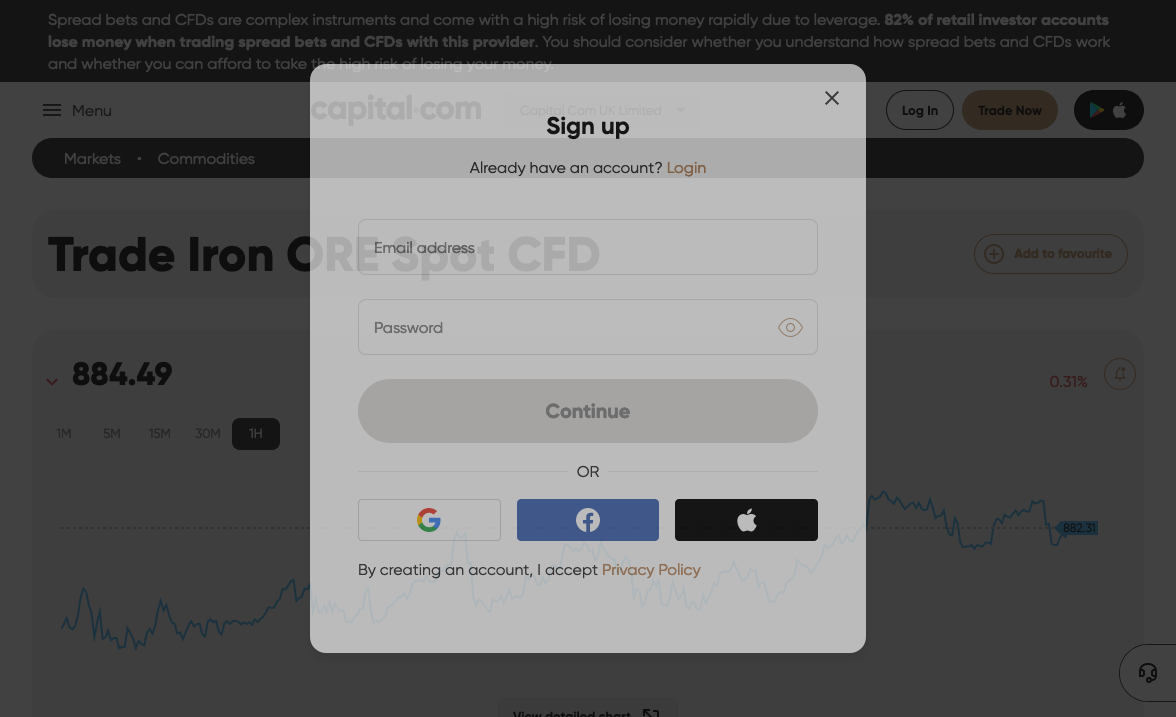 Spread bets and CFDs are complex instruments and come with a high risk of losing money rapidly due to leverage. 82% of retail investor accounts
lose money when trading spread bets and CFDs with this provider. You should consider whether you understand how spread bets and CFDs work
and whether you can afford to take the high risk of losing your money.
Menu
capital.com
Capital Com UK Limited
Log In
Trade Now
Markets • Commodities
Sign up
Already have an account? Login
Trade Iron ORE Spot CFD
Add to favourite
Email address
Password
884.49
0.31%
1M 5M 15M 30M 1H
Continue
OR
882.31
By creating an account, I accept Privacy Policy
View detailed chart